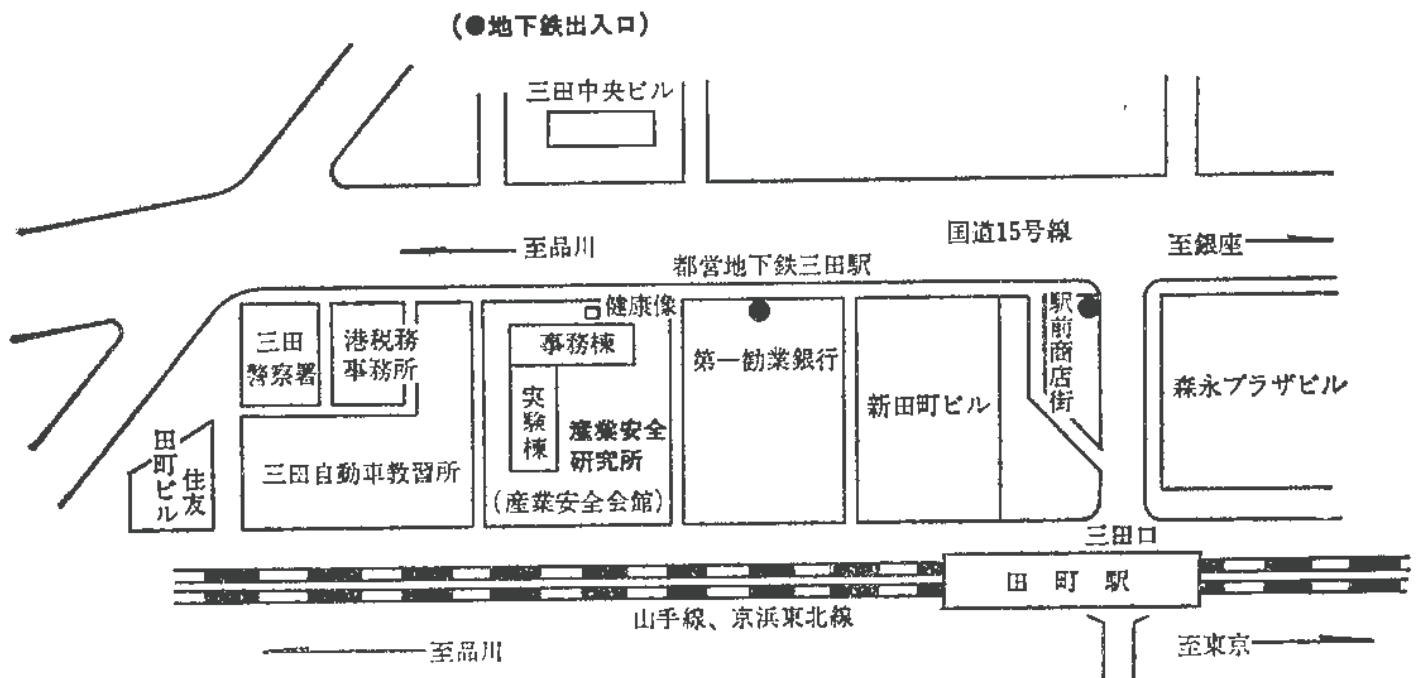 (●地下鉄出入口)
三田中央ビル
国道15号線
至品川
至銀座
都営地下鉄三田駅
健康像
三田
警察署
港税務
事務所
事務棟
実験棟
産業安全
研究所
(産業安全会館)
第一勧業銀行
新田町ビル
駅前商店街
森永プラザビル
住友
田町ビル
三田自動車教習所
三田口
田町駅
山手線、京浜東北線
至品川
至東京